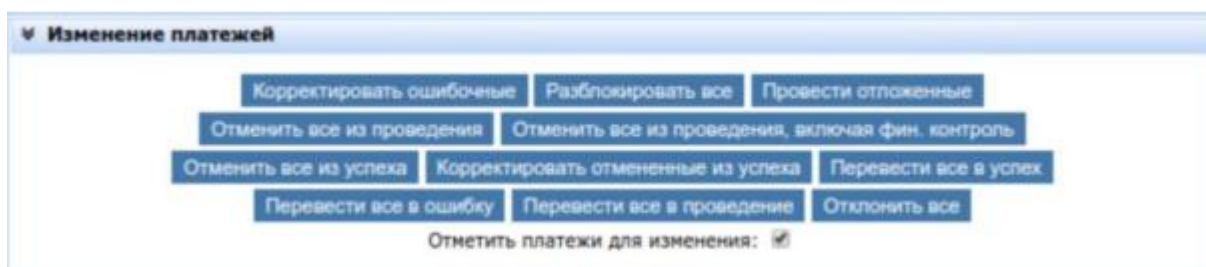 Изменение платежей
Корректировать ошибочные Разблокировать все Провести отложенные
Отменить все из проведения Отменить все из проведения, включая фин. контроль
Отменить все из успеха Корректировать отмененные из успеха Перевести все в успех
Перевести все в ошибку Перевести все в проведение Отклонить все
Отметить платежи для изменения: